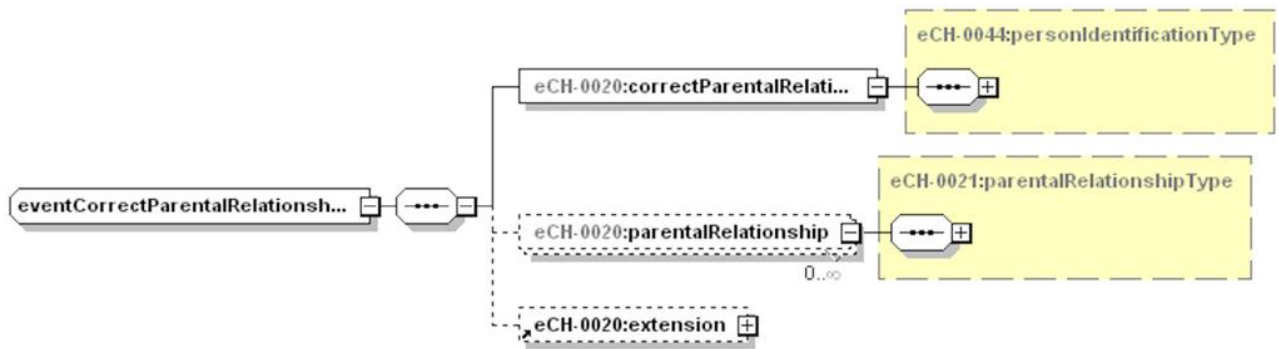 eCH-0044:personIdentificationType
eCH-0020:correctParentalRelati...
eCH-0021:parentalRelationshipType
eventCorrectParentalRelationsh...
eCH-0020:parentalRelationship
0..∞
eCH-0020:extension